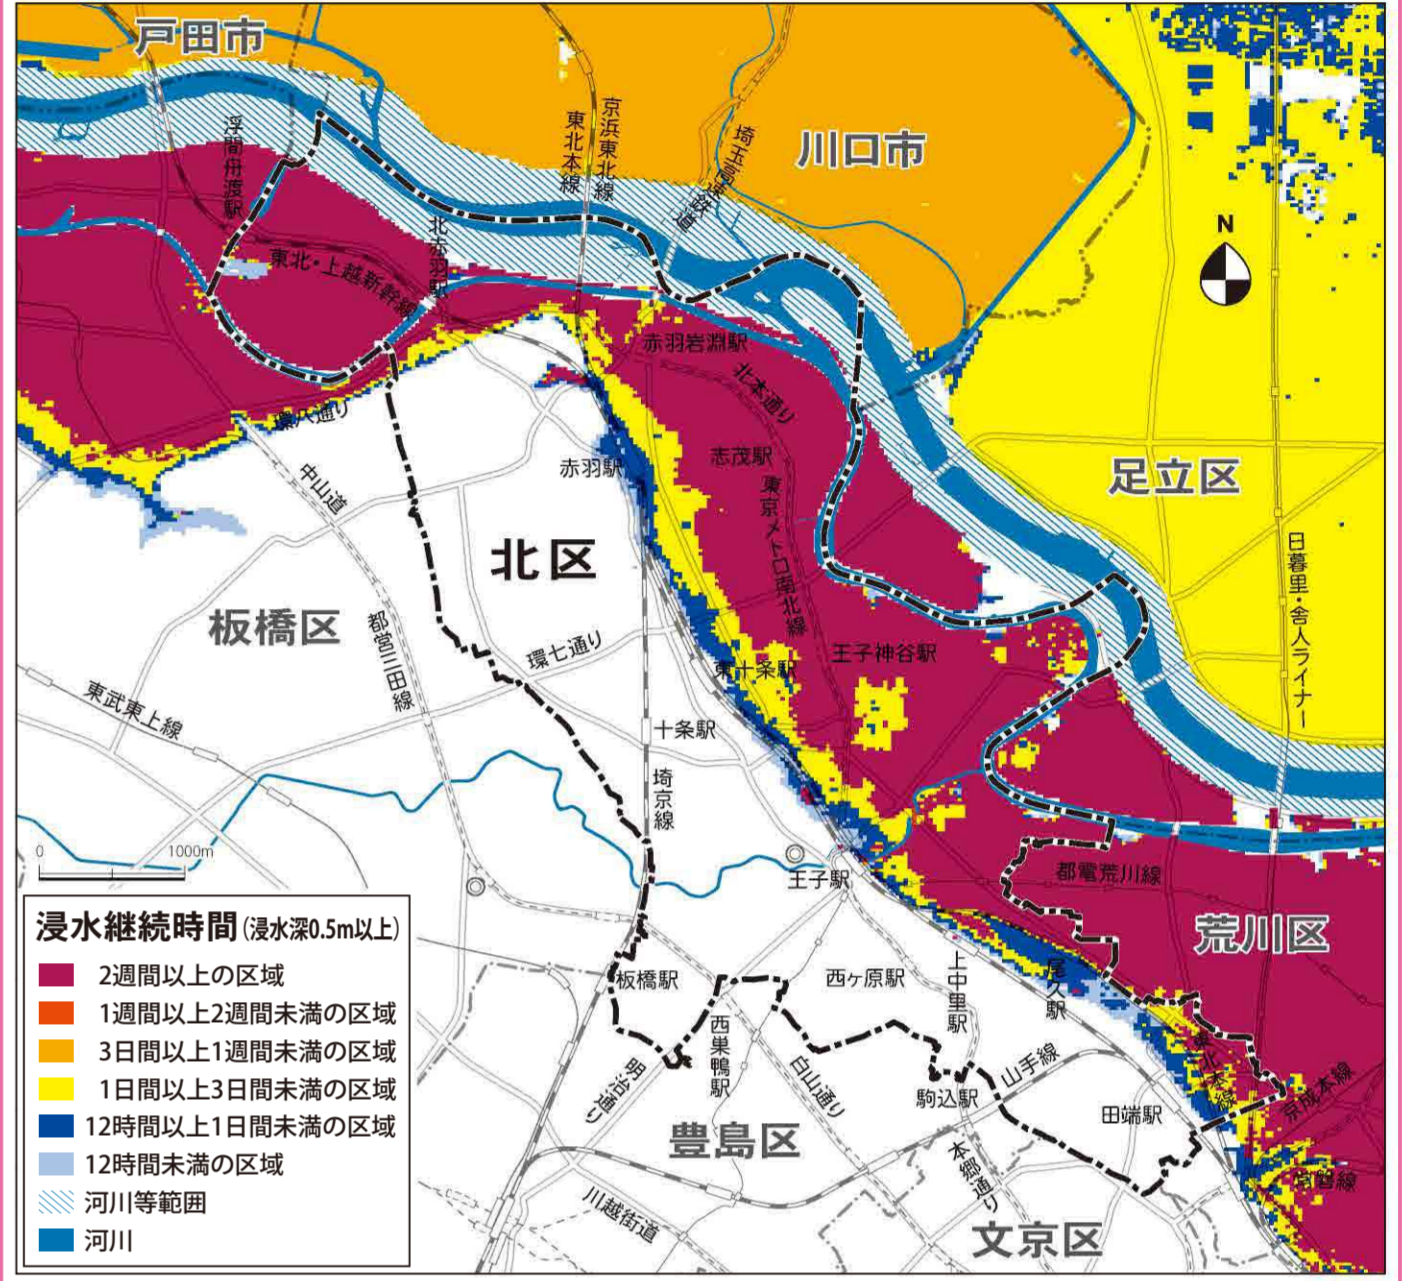 戸田市
川口市
足立区
北区
板橋区
荒川区
豊島区
文京区
N
浮間舟渡駅
北赤羽駅
東北・上越新幹線
東北本線
京浜東北線
埼玉高速鉄道
赤羽岩淵駅
北本通り
志茂駅
東京メトロ南北線
赤羽駅
環八通り
中山道
都営三田線
環七通り
東十条駅
王子神谷駅
十条駅
埼京線
東武東上線
日暮里・舎人ライナー
王子駅
都電荒川線
板橋駅
西巣鴨駅
西ヶ原駅
上中里駅
尾久駅
明治通り
白山通り
駒込駅
山手線
田端駅
東北本線
京成本線
常磐線
本郷通り
川越街道
0 1000m
浸水継続時間(浸水深0.5m以上)
2週間以上の区域
1週間以上2週間未満の区域
3日間以上1週間未満の区域
1日間以上3日間未満の区域
12時間以上1日間未満の区域
12時間未満の区域
河川等範囲
河川